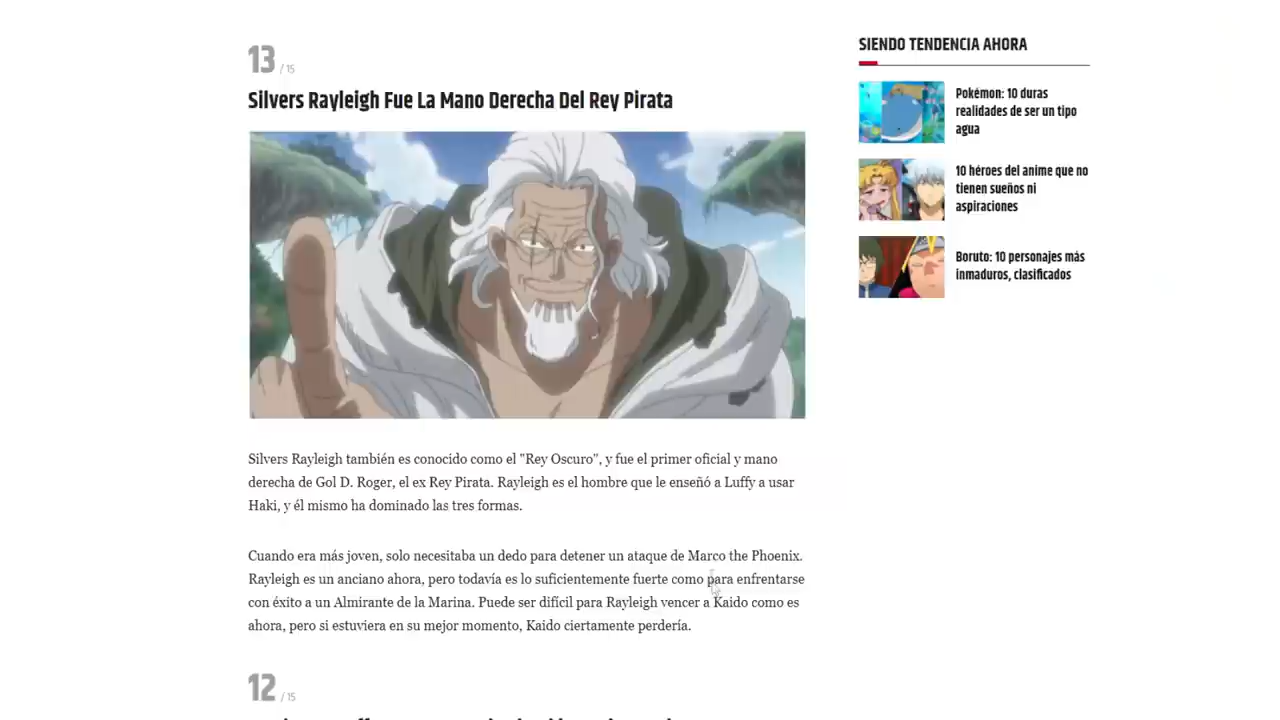 13 / 15
Silvers Rayleigh Fue La Mano Derecha Del Rey Pirata
Silvers Rayleigh también es conocido como el "Rey Oscuro", y fue el primer oficial y mano
derecha de Gol D. Roger, el ex Rey Pirata. Rayleigh es el hombre que le enseñó a Luffy a usar
Haki, y él mismo ha dominado las tres formas.
Cuando era más joven, solo necesitaba un dedo para detener un ataque de Marco the Phoenix.
Rayleigh es un anciano ahora, pero todavía es lo suficientemente fuerte como para enfrentarse
con éxito a un Almirante de la Marina. Puede ser difícil para Rayleigh vencer a Kaido como es
ahora, pero si estuviera en su mejor momento, Kaido ciertamente perdería.
12 / 15
SIENDO TENDENCIA AHORA
Pokémon: 10 duras
realidades de ser un tipo
agua
10 héroes del anime que no
tienen sueños ni
aspiraciones
Boruto: 10 personajes más
inmaduros, clasificados